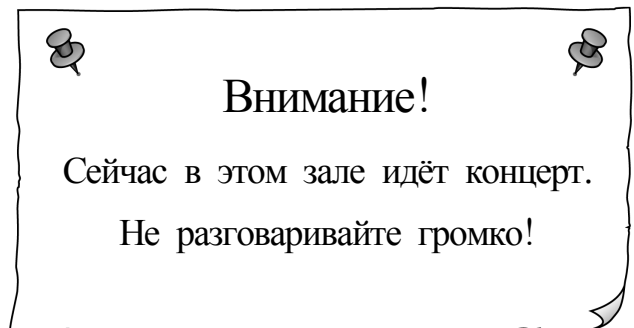 Внимание!
Сейчас в этом зале идёт концерт.
Не разговаривайте громко!